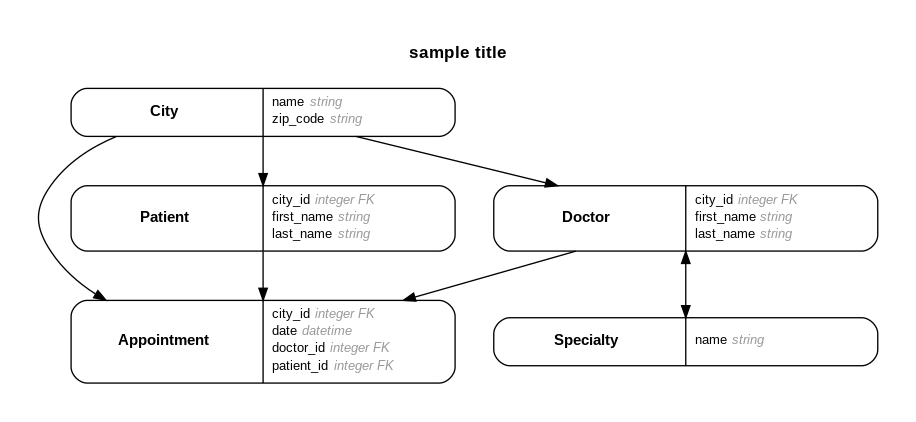 sample title
City
name string
zip_code string
Patient
city_id integer FK
first_name string
last_name string
Doctor
city_id integer FK
first_name string
last_name string
Appointment
city_id integer FK
date datetime
doctor_id integer FK
patient_id integer FK
Specialty
name string